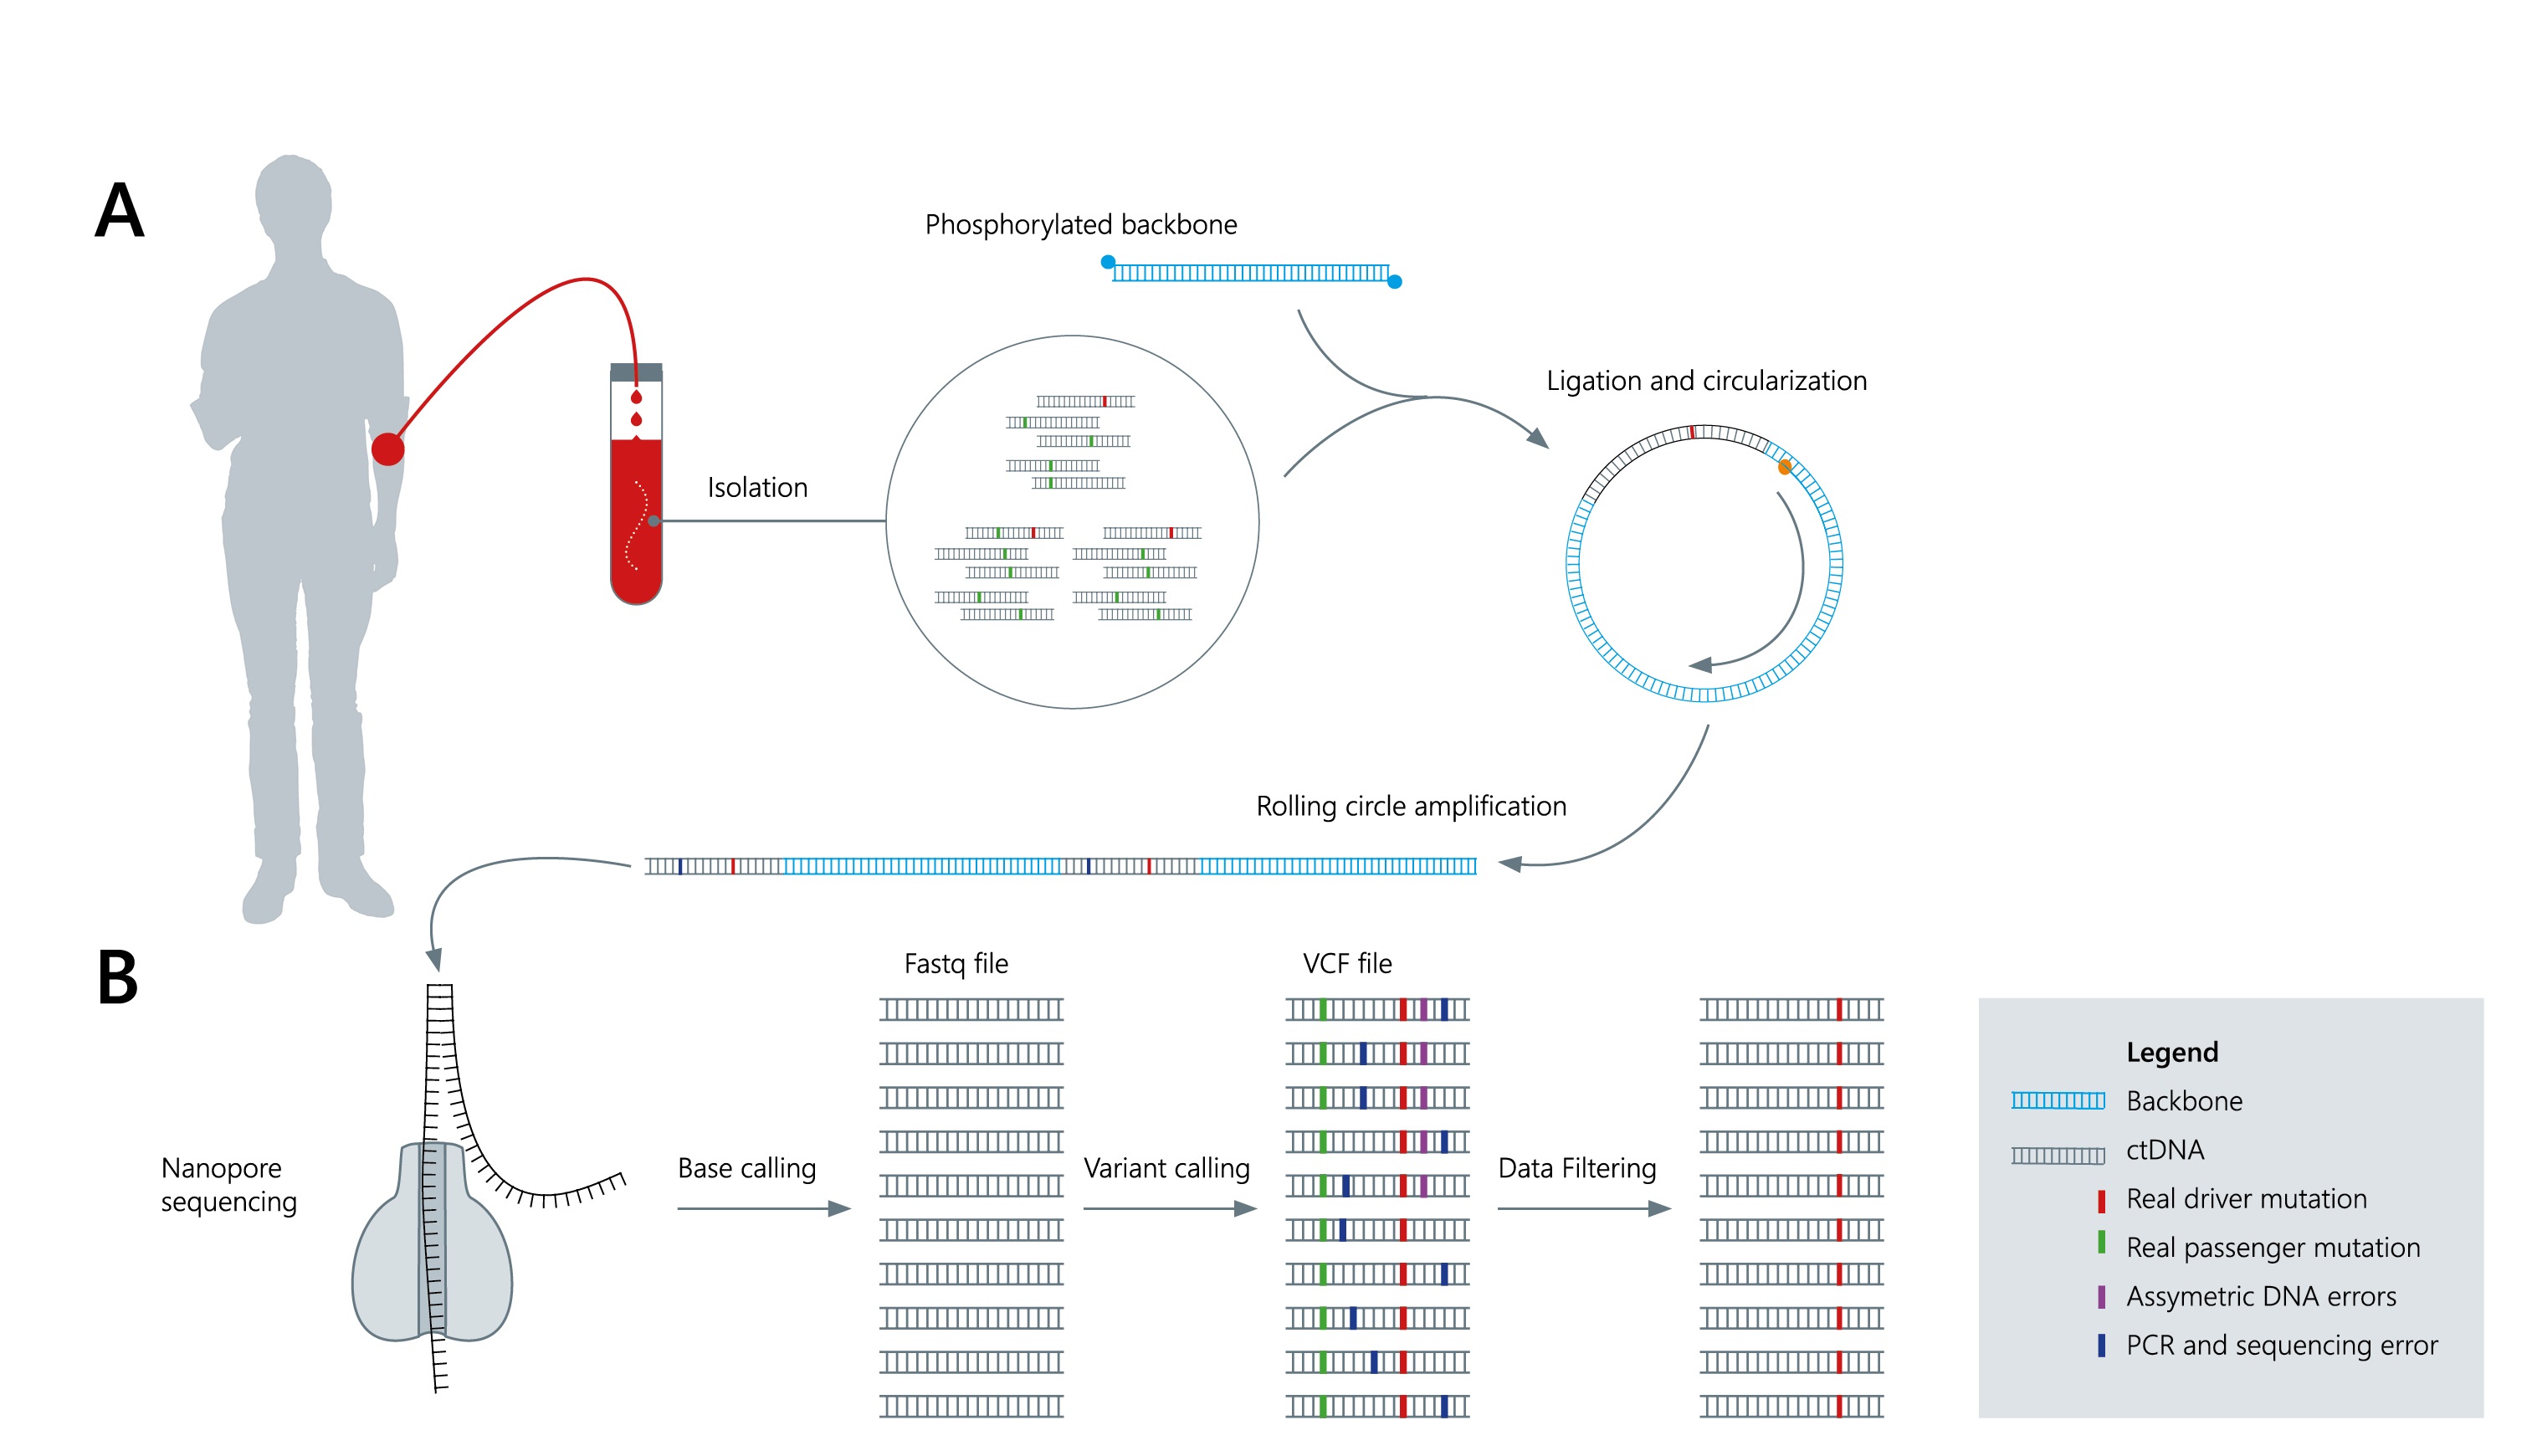 A
Phosphorylated backbone
Ligation and circularization
Isolation
Rolling circle amplification
B
Fastq file
VCF file
Nanopore
sequencing
Base calling
Variant calling
Data Filtering
Legend
Backbone
ctDNA
Real driver mutation
Real passenger mutation
Assymetric DNA errors
PCR and sequencing error